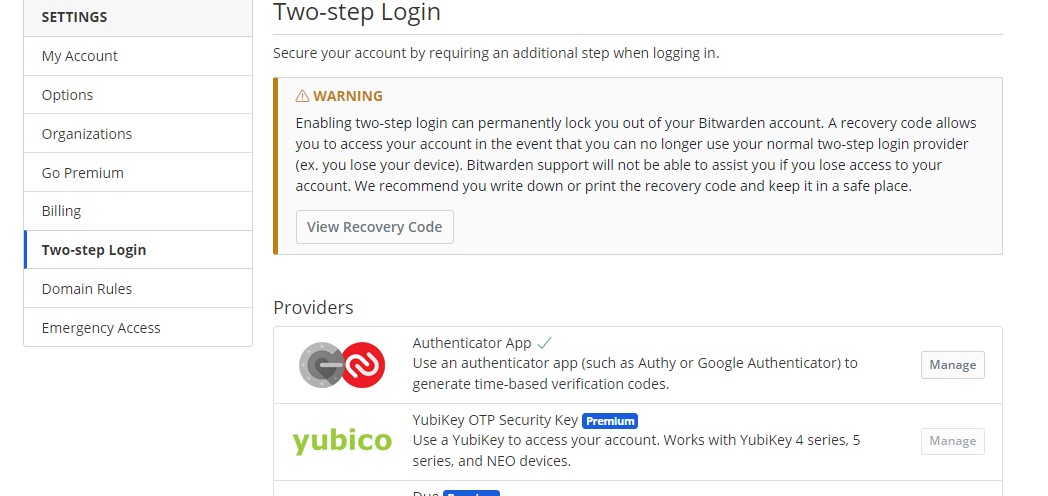 SETTINGS
My Account
Options
Organizations
Go Premium
Billing
Two-step Login
Domain Rules
Emergency Access
Two-step Login
Secure your account by requiring an additional step when logging in.
WARNING
Enabling two-step login can permanently lock you out of your Bitwarden account. A recovery code allows
you to access your account in the event that you can no longer use your normal two-step login provider
(ex. you lose your device). Bitwarden support will not be able to assist you if you lose access to your
account. We recommend you write down or print the recovery code and keep it in a safe place.
View Recovery Code
Providers
Authenticator App
Use an authenticator app (such as Authy or Google Authenticator) to
generate time-based verification codes.
Manage
yubico
YubiKey OTP Security Key Premium
Use a YubiKey to access your account. Works with YubiKey 4 series, 5
series, and NEO devices.
Manage
Duo Premium